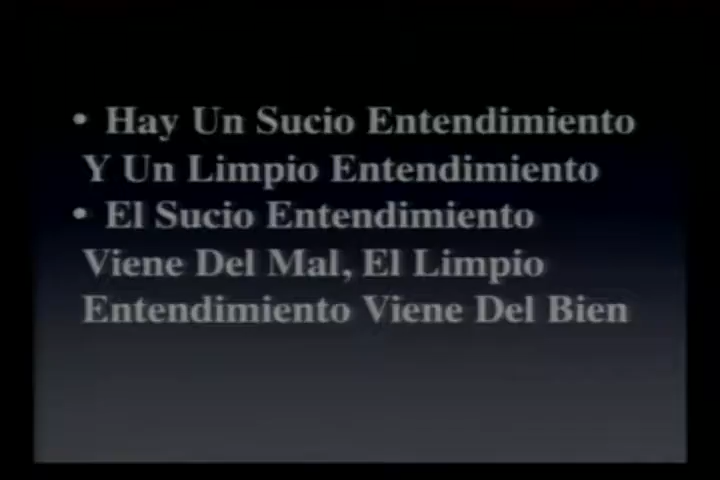 • Hay Un Sucio Entendimiento
Y Un Limpio Entendimiento
• El Sucio Entendimiento
Viene Del Mal, El Limpio
Entendimiento Viene Del Bien